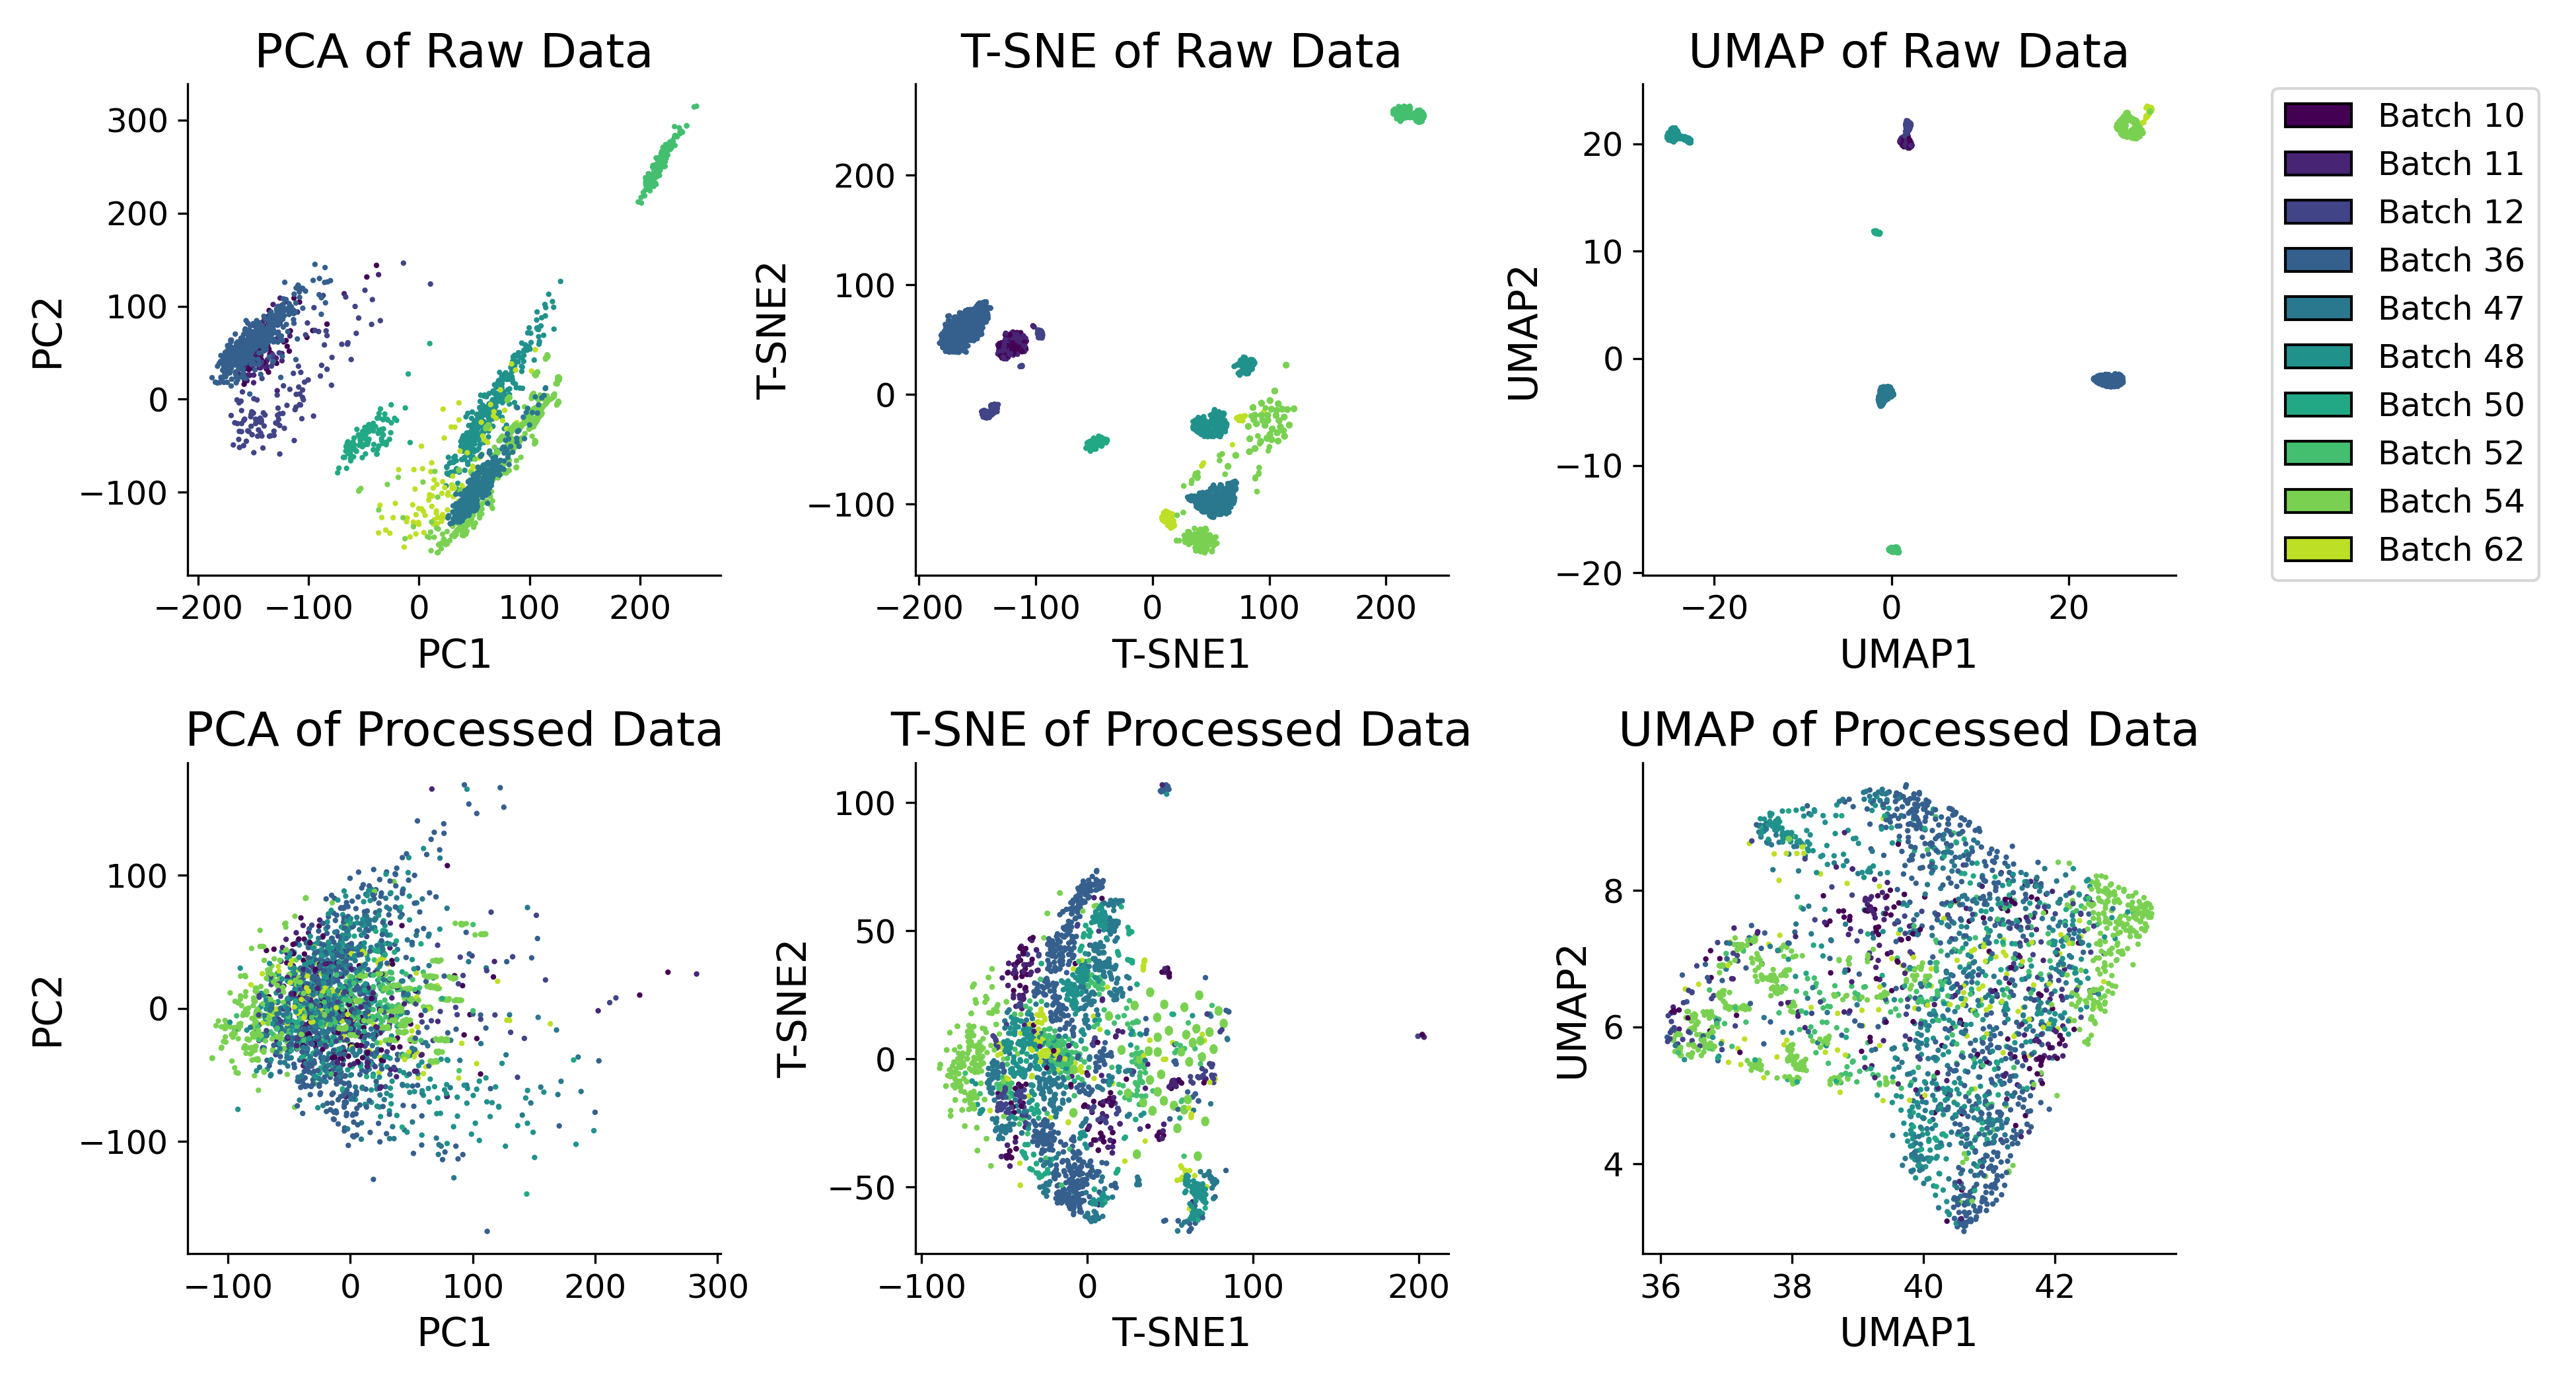 PCA of Raw Data
300
200
100
0
−100
PC2
−200
−100
0
100
200
PC1
T-SNE of Raw Data
200
100
0
−100
T-SNE2
−200
−100
0
100
200
T-SNE1
UMAP of Raw Data
20
10
0
−10
−20
UMAP2
−20
0
20
UMAP1
Batch 10
Batch 11
Batch 12
Batch 36
Batch 47
Batch 48
Batch 50
Batch 52
Batch 54
Batch 62
PCA of Processed Data
100
0
−100
PC2
−100
0
100
200
300
PC1
T-SNE of Processed Data
100
50
0
−50
T-SNE2
−100
0
100
200
T-SNE1
UMAP of Processed Data
8
6
4
UMAP2
36
38
40
42
UMAP1